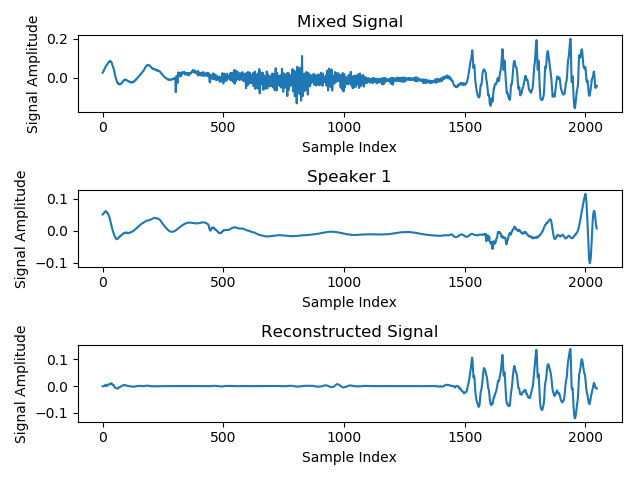 Mixed Signal
Signal Amplitude
0.2
0.0
0 500 1000 1500 2000
Sample Index
Speaker 1
Signal Amplitude
0.1
0.0
−0.1
0 500 1000 1500 2000
Sample Index
Reconstructed Signal
Signal Amplitude
0.1
0.0
−0.1
0 500 1000 1500 2000
Sample Index